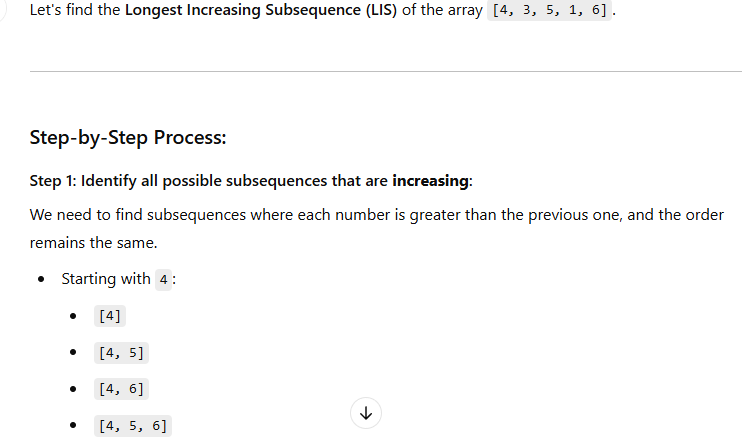 Let's find the Longest Increasing Subsequence (LIS) of the array [4, 3, 5, 1, 6].
Step-by-Step Process:
Step 1: Identify all possible subsequences that are increasing:
We need to find subsequences where each number is greater than the previous one, and the order
remains the same.
• Starting with 4:
• [4]
• [4, 5]
• [4, 6]
• [4, 5, 6]